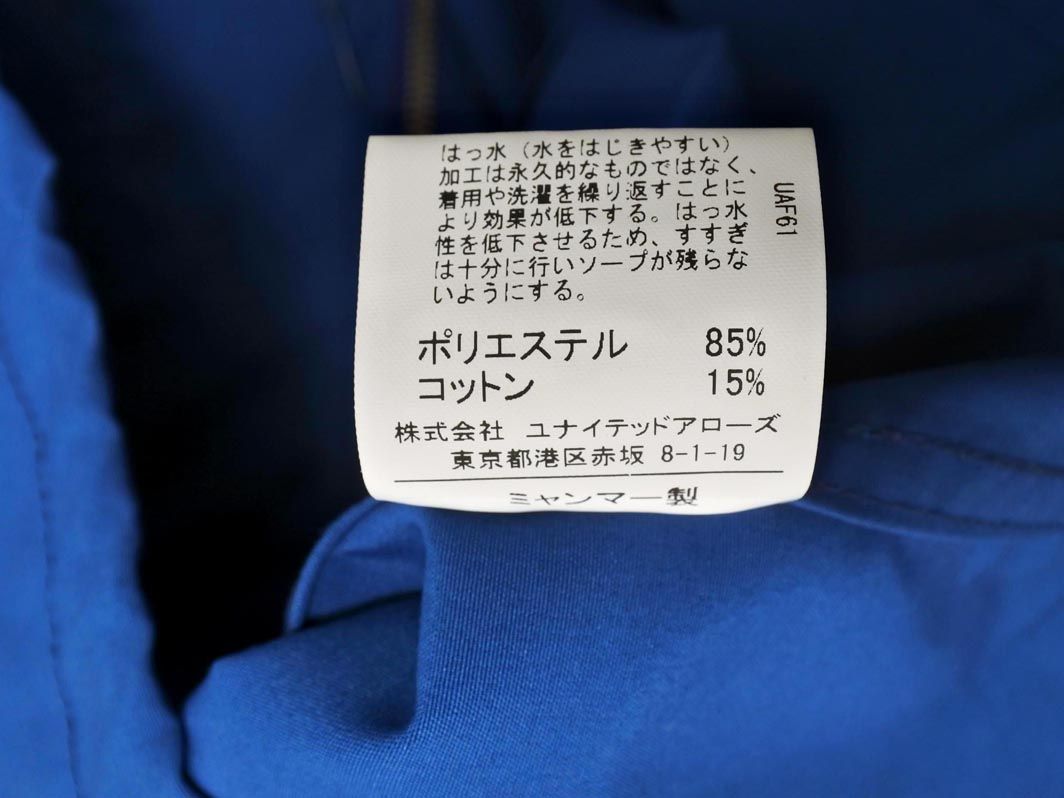 はっ水（水をはじきやすい）
加工は永久的なものではなく、
着用や洗濯を繰り返すことに
より効果が低下する。はっ水
性を低下させるため、すすぎ
は十分に行いソープが残らな
いようにする。
UAF61
ポリエステル 85%
コットン 15%
株式会社 ユナイテッドアローズ
東京都港区赤坂 8-1-19
ミャンマー製